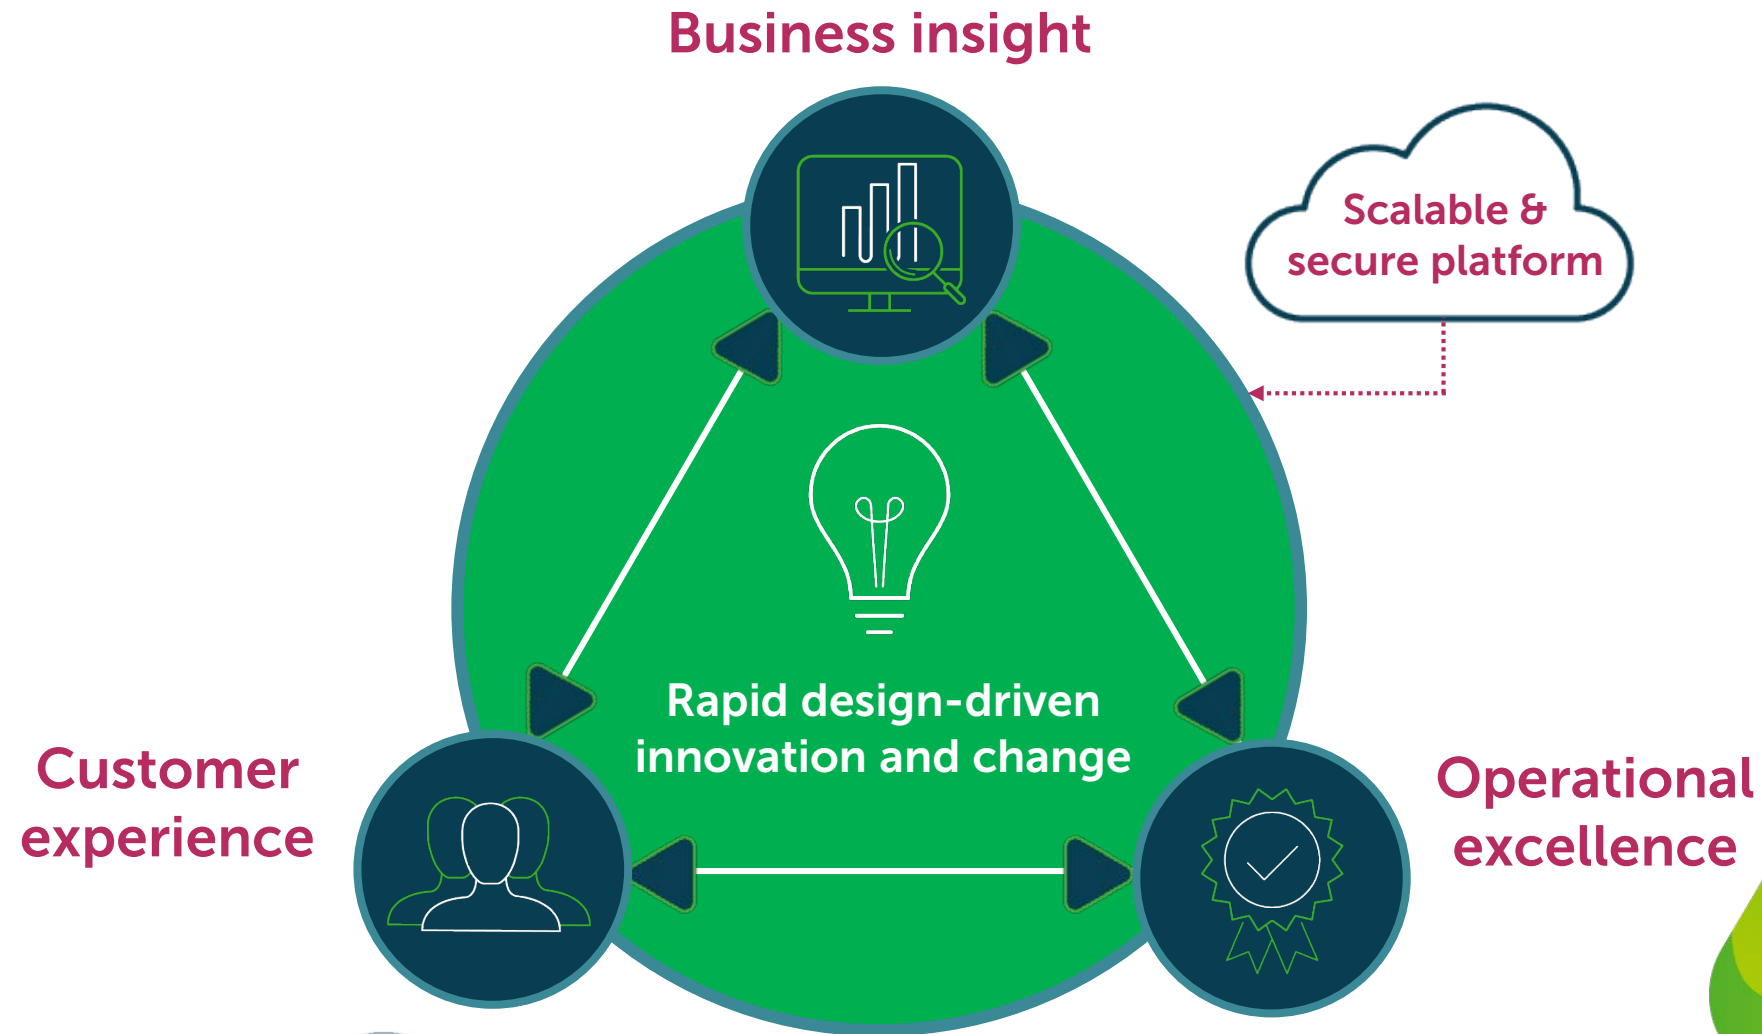 Business insight
Scalable &
secure platform
Rapid design-driven
innovation and change
Customer
experience
Operational
excellence